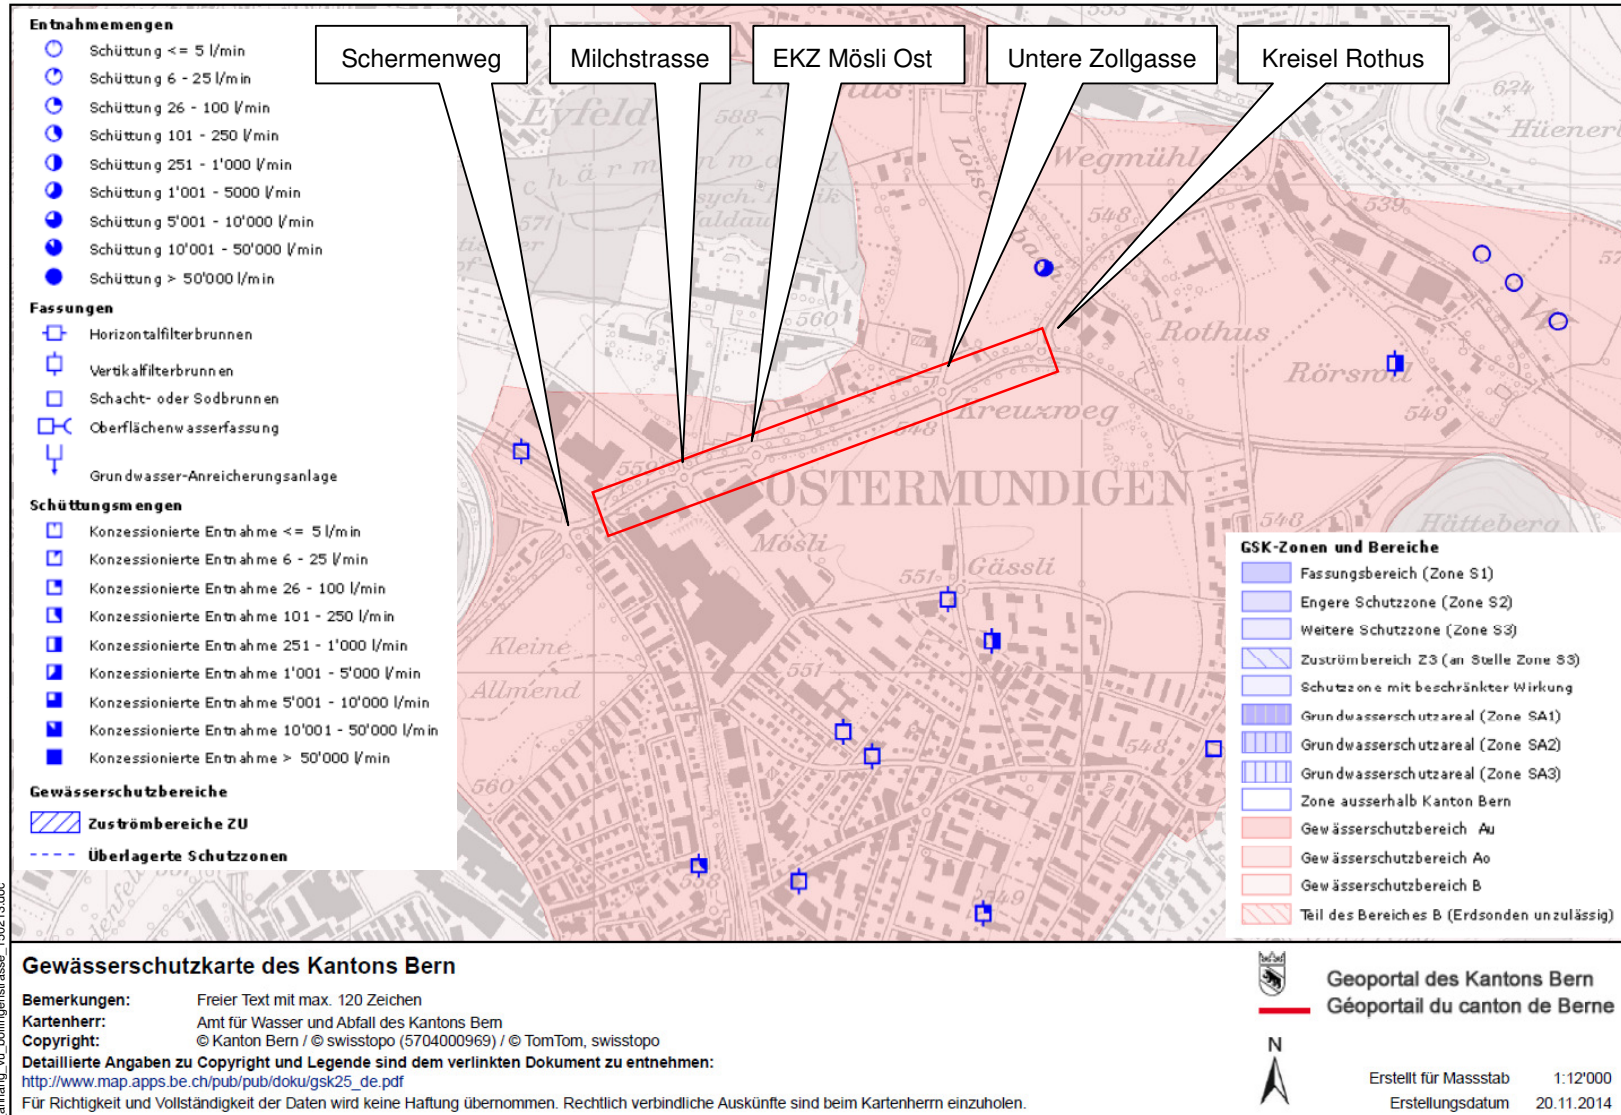 Entnahmemengen
Schüttung <= 5 l/min
Schüttung 6 - 25 l/min
Schüttung 26 - 100 l/min
Schüttung 101 - 250 l/min
Schüttung 251 - 1'000 l/min
Schüttung 1'001 - 5000 l/min
Schüttung 5'001 - 10'000 l/min
Schüttung 10'001 - 50'000 l/min
Schüttung > 50'000 l/min
Fassungen
Horizontalfilterbrunnen
Vertikalfilterbrunnen
Schacht- oder Sodbrunnen
Oberflächenwasserfassung
Grundwasser-Anreicherungsanlage
Schüttungsmengen
Konzessionierte Entnahme <= 5 l/min
Konzessionierte Entnahme 6 - 25 l/min
Konzessionierte Entnahme 26 - 100 l/min
Konzessionierte Entnahme 101 - 250 l/min
Konzessionierte Entnahme 251 - 1'000 l/min
Konzessionierte Entnahme 1'001 - 5'000 l/min
Konzessionierte Entnahme 5'001 - 10'000 l/min
Konzessionierte Entnahme 10'001 - 50'000 l/min
Konzessionierte Entnahme > 50'000 l/min
Gewässerschutzbereiche
Zuströmbereiche ZU
Überlagerte Schutzzonen
Schermenweg
Milchstrasse
EKZ Mösli Ost
Untere Zollgasse
Kreisel Rothus
553
Eyfeld
588
624
Hüener
Wegmühle
571
548
539
560
Rothus
Rörswil
549
Kreuzweg
548
559
OSTERMUNDIGEN
548
Hätteberg
Mösli
551
Gässli
Kleine
Allmend
551
548
560
549
GSK-Zonen und Bereiche
Fassungsbereich (Zone S1)
Engere Schutzzone (Zone S2)
Weitere Schutzzone (Zone S3)
Zuströmbereich Z3 (an Stelle Zone S3)
Schutzzone mit beschränkter Wirkung
Grundwasserschutzareal (Zone SA1)
Grundwasserschutzareal (Zone SA2)
Grundwasserschutzareal (Zone SA3)
Zone ausserhalb Kanton Bern
Gewässerschutzbereich Au
Gewässerschutzbereich Ao
Gewässerschutzbereich B
Teil des Bereiches B (Erdsonden unzulässig)
Gewässerschutzkarte des Kantons Bern
Bemerkungen: Freier Text mit max. 120 Zeichen
Kartenherr: Amt für Wasser und Abfall des Kantons Bern
Copyright: © Kanton Bern / © swisstopo (5704000969) / © TomTom, swisstopo
Detaillierte Angaben zu Copyright und Legende sind dem verlinkten Dokument zu entnehmen:
http://www.map.apps.be.ch/pub/pub/doku/gsk25_de.pdf
Für Richtigkeit und Vollständigkeit der Daten wird keine Haftung übernommen. Rechtlich verbindliche Auskünfte sind beim Kartenherrn einzuholen.
Geoportal des Kantons Bern
Géoportail du canton de Berne
N
Erstellt für Massstab 1:12'000
Erstellungsdatum 20.11.2014